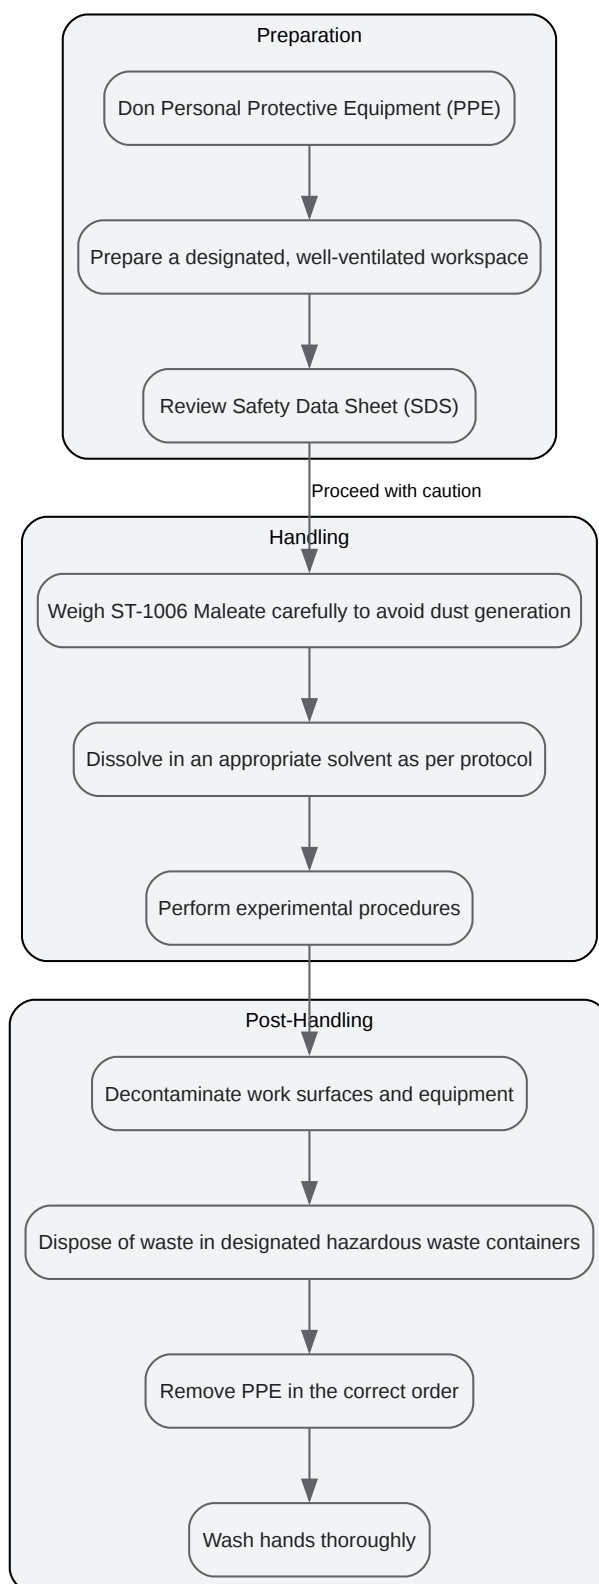 Preparation
Don Personal Protective Equipment (PPE)
Prepare a designated, well-ventilated workspace
Review Safety Data Sheet (SDS)
Proceed with caution
Handling
Weigh ST-1006 Maleate carefully to avoid dust generation
Dissolve in an appropriate solvent as per protocol
Perform experimental procedures
Post-Handling
Decontaminate work surfaces and equipment
Dispose of waste in designated hazardous waste containers
Remove PPE in the correct order
Wash hands thoroughly